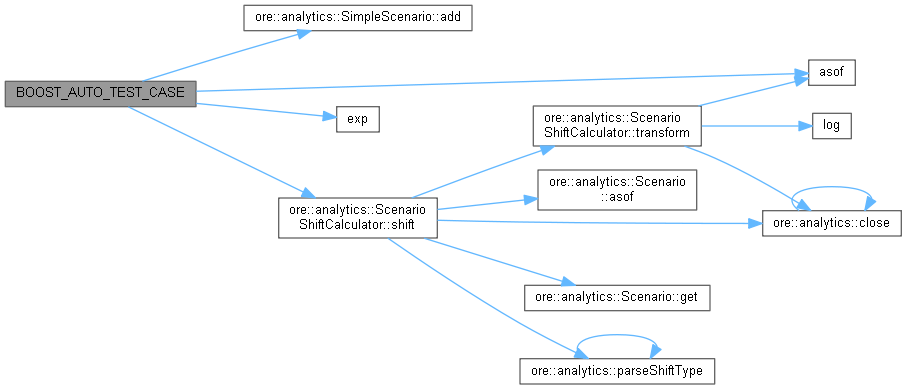 ore::analytics::SimpleScenario::add
asof
BOOST_AUTO_TEST_CASE
exp
ore::analytics::Scenario
ShiftCalculator::transform
log
ore::analytics::Scenario
::asof
ore::analytics::Scenario
ShiftCalculator::shift
ore::analytics::close
ore::analytics::Scenario::get
ore::analytics::parseShiftType